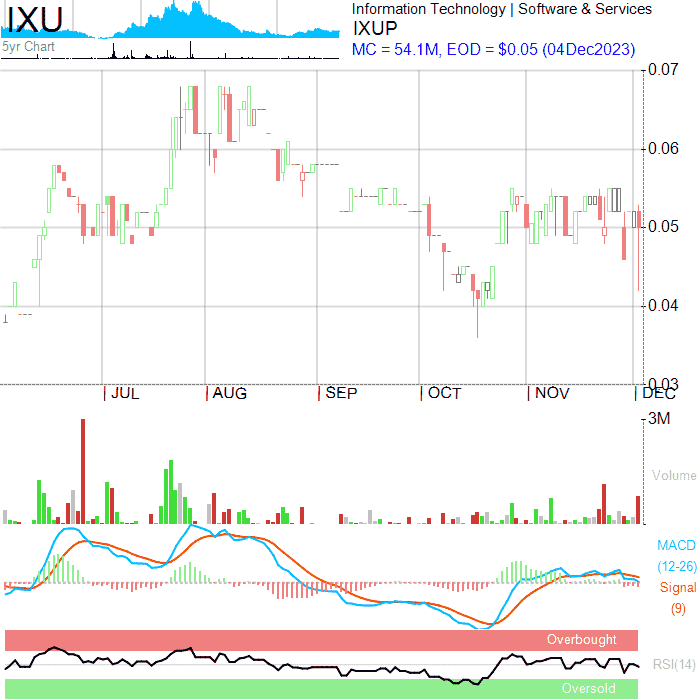 IXU
5yr Chart
Information Technology | Software & Services
IXUP
MC = 54.1M, EOD = $0.05 (04Dec2023)
0.07
0.06
0.05
0.04
0.03
JUL AUG SEP OCT NOV DEC
3M
Volume
MACD
(12-26)
Signal
(9)
Overbought
RSI(14)
Oversold